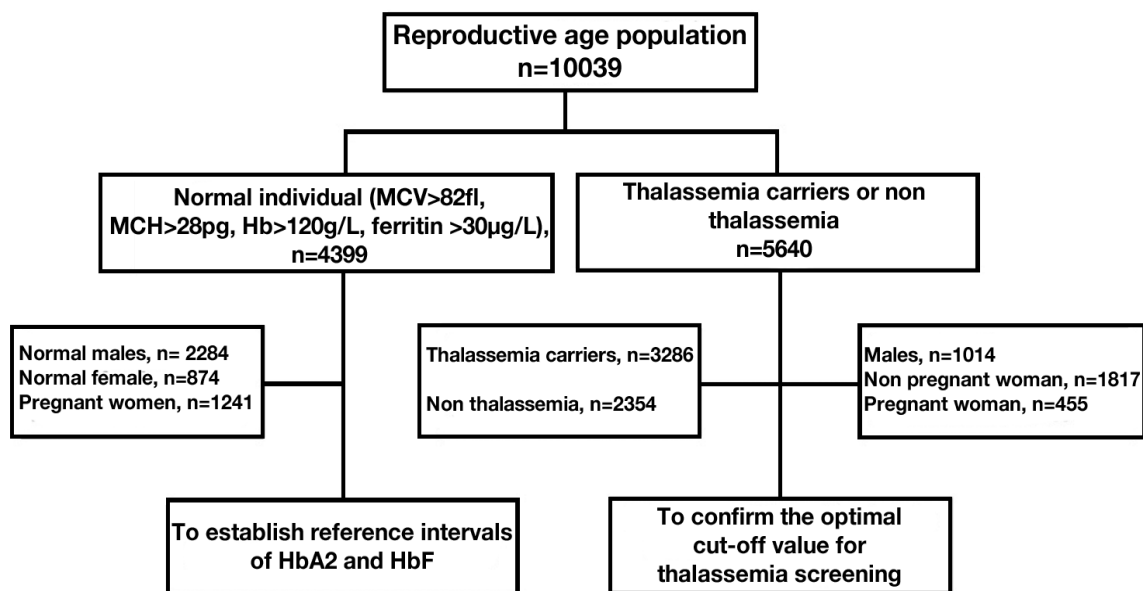 Reproductive age population
n=10039
Normal individual (MCV>82fl,
MCH>28pg, Hb>120g/L, ferritin >30µg/L),
n=4399
Thalassemia carriers or non
thalassemia
n=5640
Normal males, n= 2284
Normal female, n=874
Pregnant women, n=1241
Thalassemia carriers, n=3286
Non thalassemia, n=2354
Males, n=1014
Non pregnant woman, n=1817
Pregnant woman, n=455
To establish reference intervals
of HbA2 and HbF
To confirm the optimal
cut-off value for
thalassemia screening